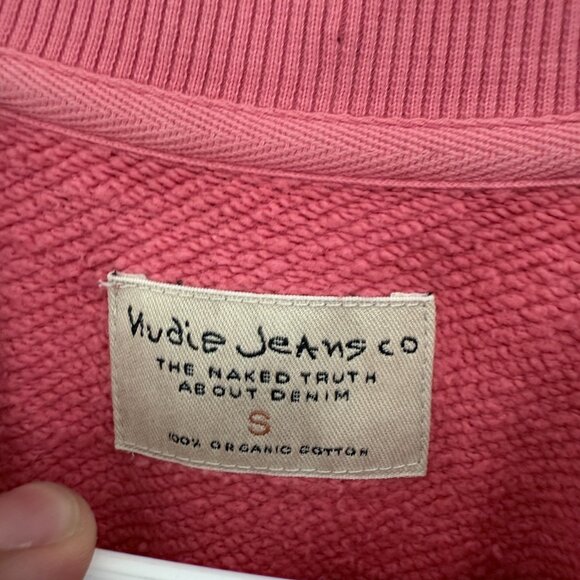 Nudie Jeans co
THE NAKED TRUTH
ABOUT DENIM
S
100% ORGANIC COTTON